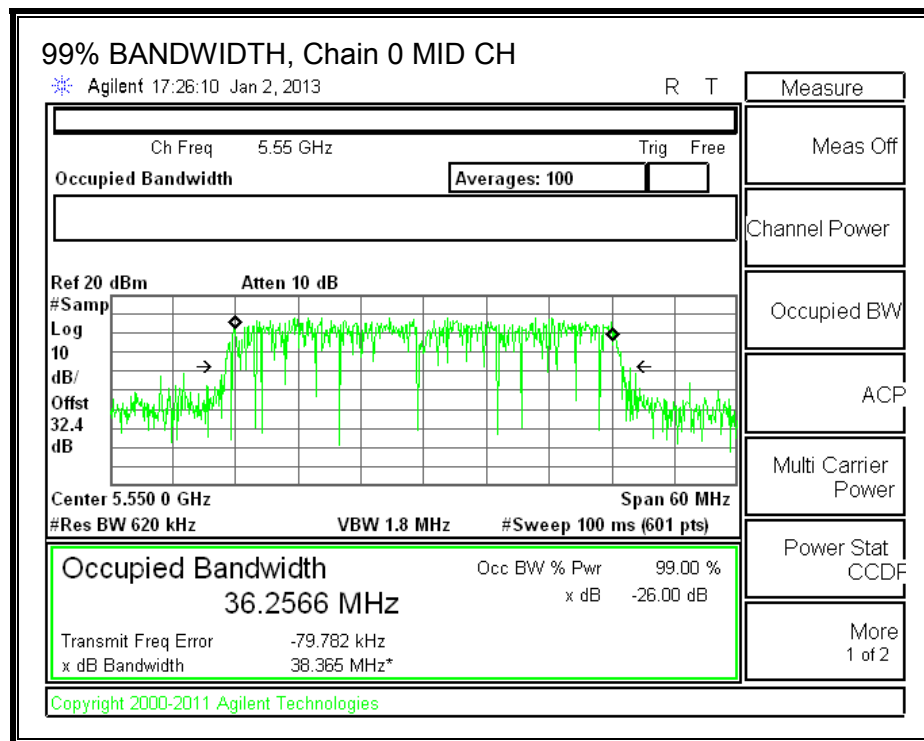 99% BANDWIDTH, Chain 0 MID CH
Agilent 17:26:10 Jan 2, 2013 R T
Measure
Ch Freq 5.55 GHz Trig Free
Meas Off
Occupied Bandwidth Averages: 100
Channel Power
Ref 20 dBm Atten 10 dB
#Samp
Log
10
dB/
Offst
32.4
dB
Occupied BW
ACP
Multi Carrier
Power
Center 5.550 0 GHz Span 60 MHz
#Res BW 620 kHz VBW 1.8 MHz #Sweep 100 ms (601 pts)
Power Stat
CCDF
Occupied Bandwidth Occ BW % Pwr 99.00 %
36.2566 MHz x dB -26.00 dB
Transmit Freq Error -79.782 kHz
x dB Bandwidth 38.365 MHz*
More
1 of 2
Copyright 2000-2011 Agilent Technologies